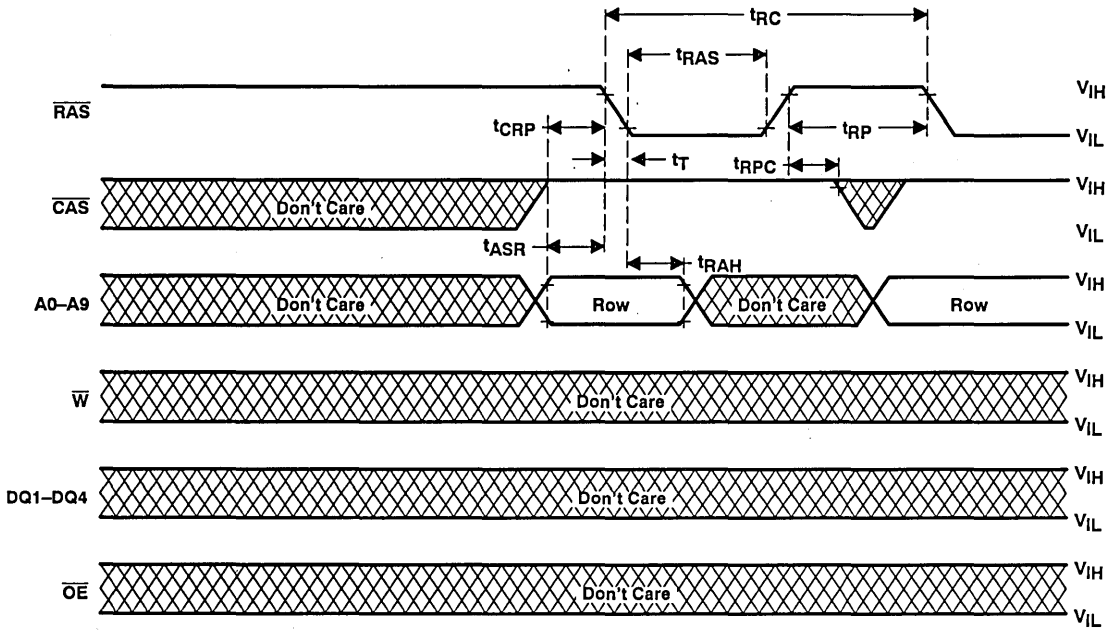 tRC
tRAS
RAS
VIH
VIL
tCRP
tRP
tT
tRPC
CAS
Don't Care
VIH
VIL
tASR
tRAH
A0–A9
Don't Care
Row
Don't Care
Row
VIH
VIL
W
Don't Care
VIH
VIL
DQ1–DQ4
Don't Care
VIH
VIL
OE
Don't Care
VIH
VIL